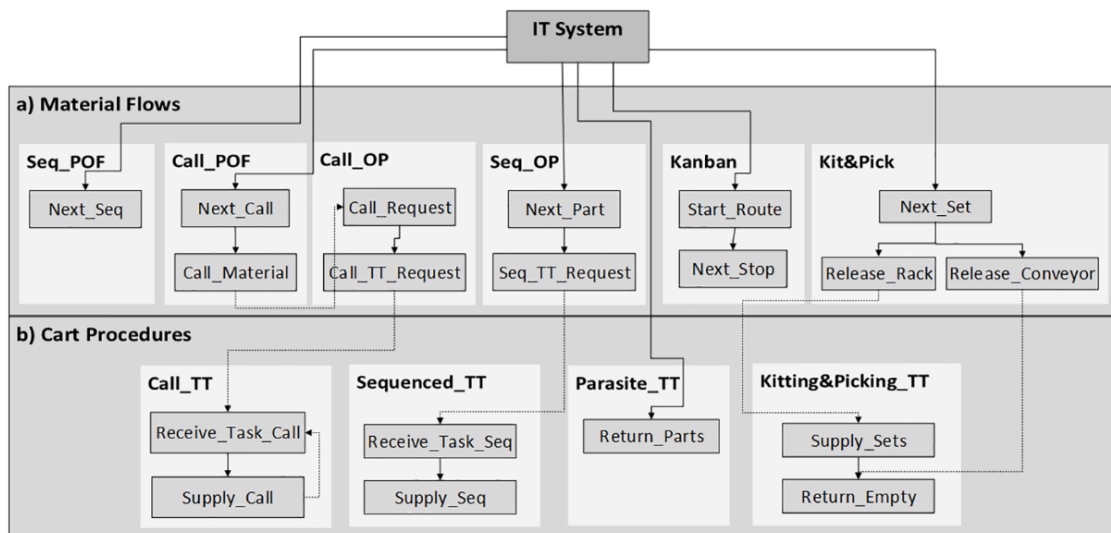 IT System
a) Material Flows
Seq_POF
Next_Seq
Call_POF
Next_Call
Call_Material
Call_OP
Call_Request
Call_TT_Request
Seq_OP
Next_Part
Seq_TT_Request
Kanban
Start_Route
Next_Stop
Kit&Pick
Next_Set
Release_Rack
Release_Conveyor
b) Cart Procedures
Call_TT
Receive_Task_Call
Supply_Call
Sequenced_TT
Receive_Task_Seq
Supply_Seq
Parasite_TT
Return_Parts
Kitting&Picking_TT
Supply_Sets
Return_Empty